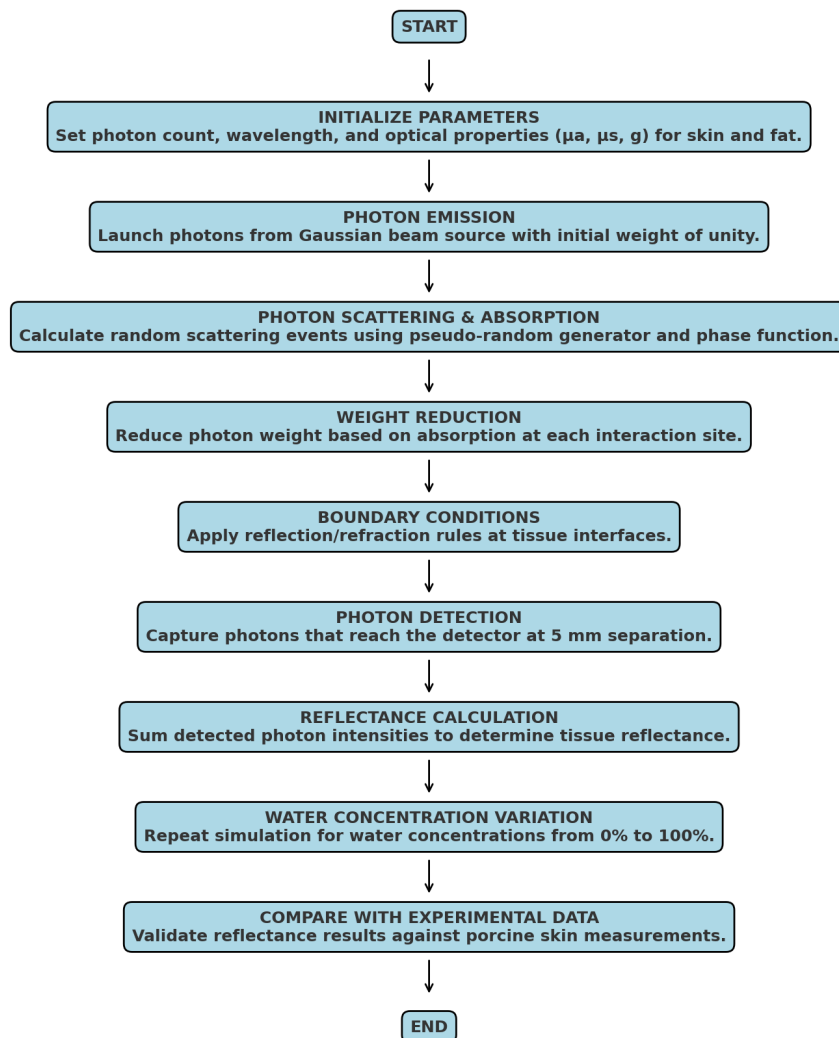 START
INITIALIZE PARAMETERS
Set photon count, wavelength, and optical properties (μa, μs, g) for skin and fat.
PHOTON EMISSION
Launch photons from Gaussian beam source with initial weight of unity.
PHOTON SCATTERING & ABSORPTION
Calculate random scattering events using pseudo-random generator and phase function.
WEIGHT REDUCTION
Reduce photon weight based on absorption at each interaction site.
BOUNDARY CONDITIONS
Apply reflection/refraction rules at tissue interfaces.
PHOTON DETECTION
Capture photons that reach the detector at 5 mm separation.
REFLECTANCE CALCULATION
Sum detected photon intensities to determine tissue reflectance.
WATER CONCENTRATION VARIATION
Repeat simulation for water concentrations from 0% to 100%.
COMPARE WITH EXPERIMENTAL DATA
Validate reflectance results against porcine skin measurements.
END